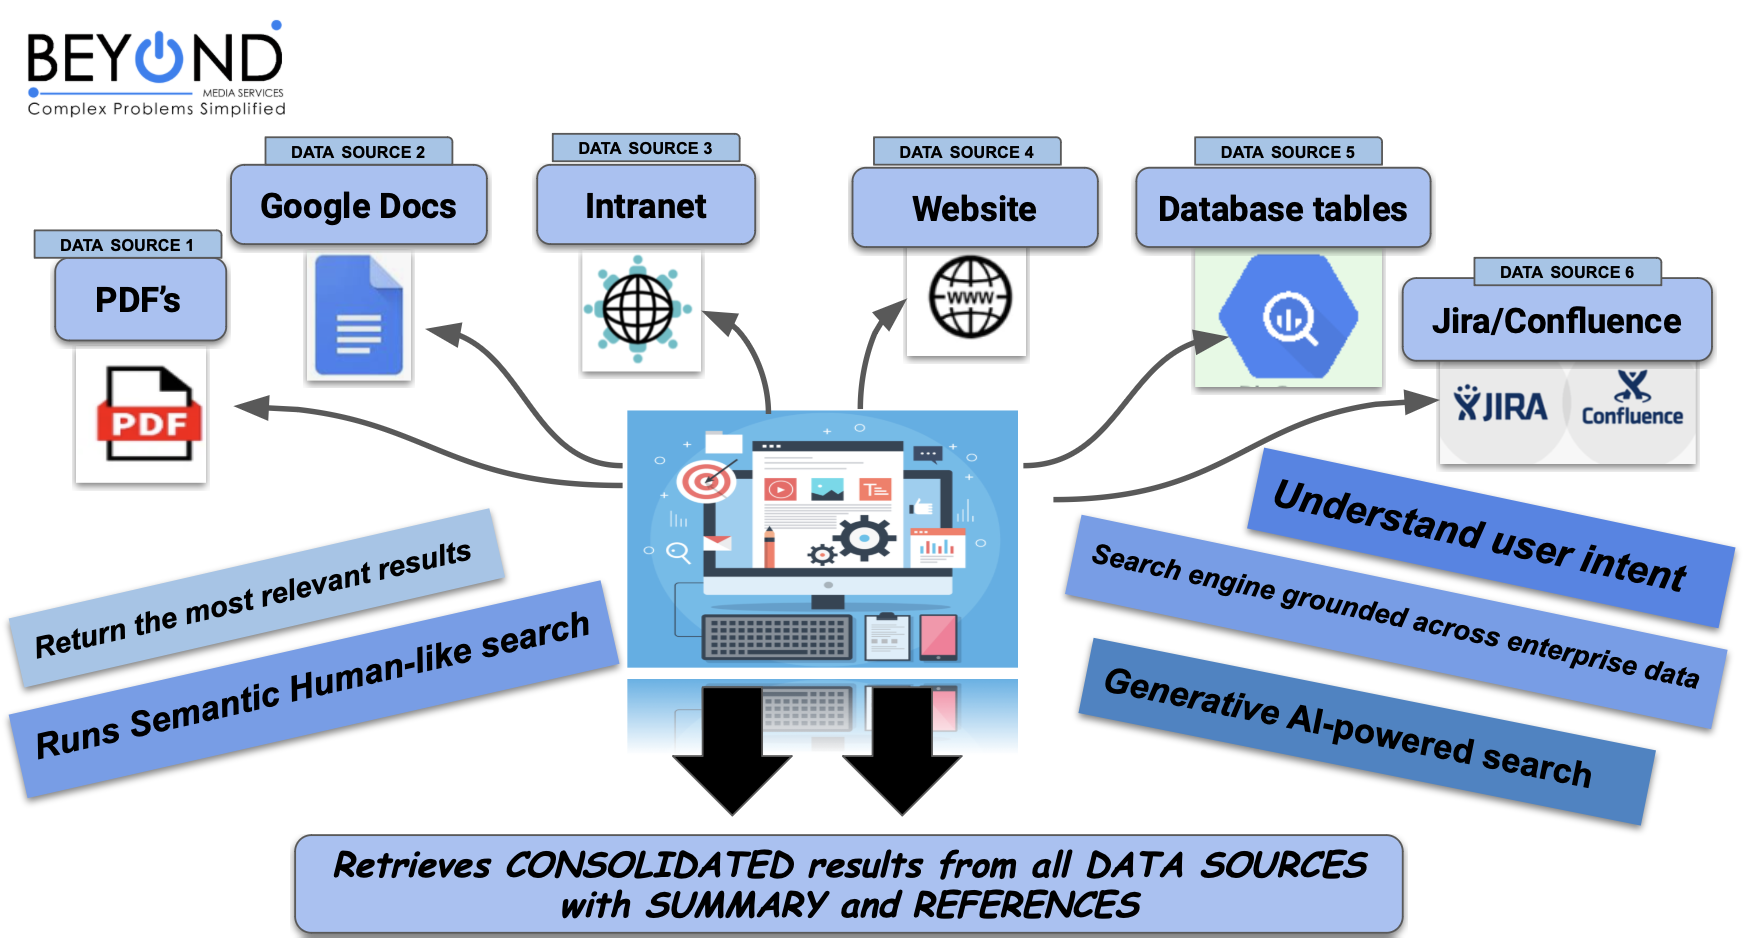 BEYOND
MEDIA SERVICES
Complex Problems Simplified
DATA SOURCE 1
PDF's
PDF
DATA SOURCE 2
Google Docs
DATA SOURCE 3
Intranet
DATA SOURCE 4
Website
WWW
DATA SOURCE 5
Database tables
DATA SOURCE 6
Jira/Confluence
JIRA
Confluence
Return the most relevant results
Runs Semantic Human-like search
Understand user intent
Search engine grounded across enterprise data
Generative AI-powered search
Retrieves CONSOLIDATED results from all DATA SOURCES
with SUMMARY and REFERENCES